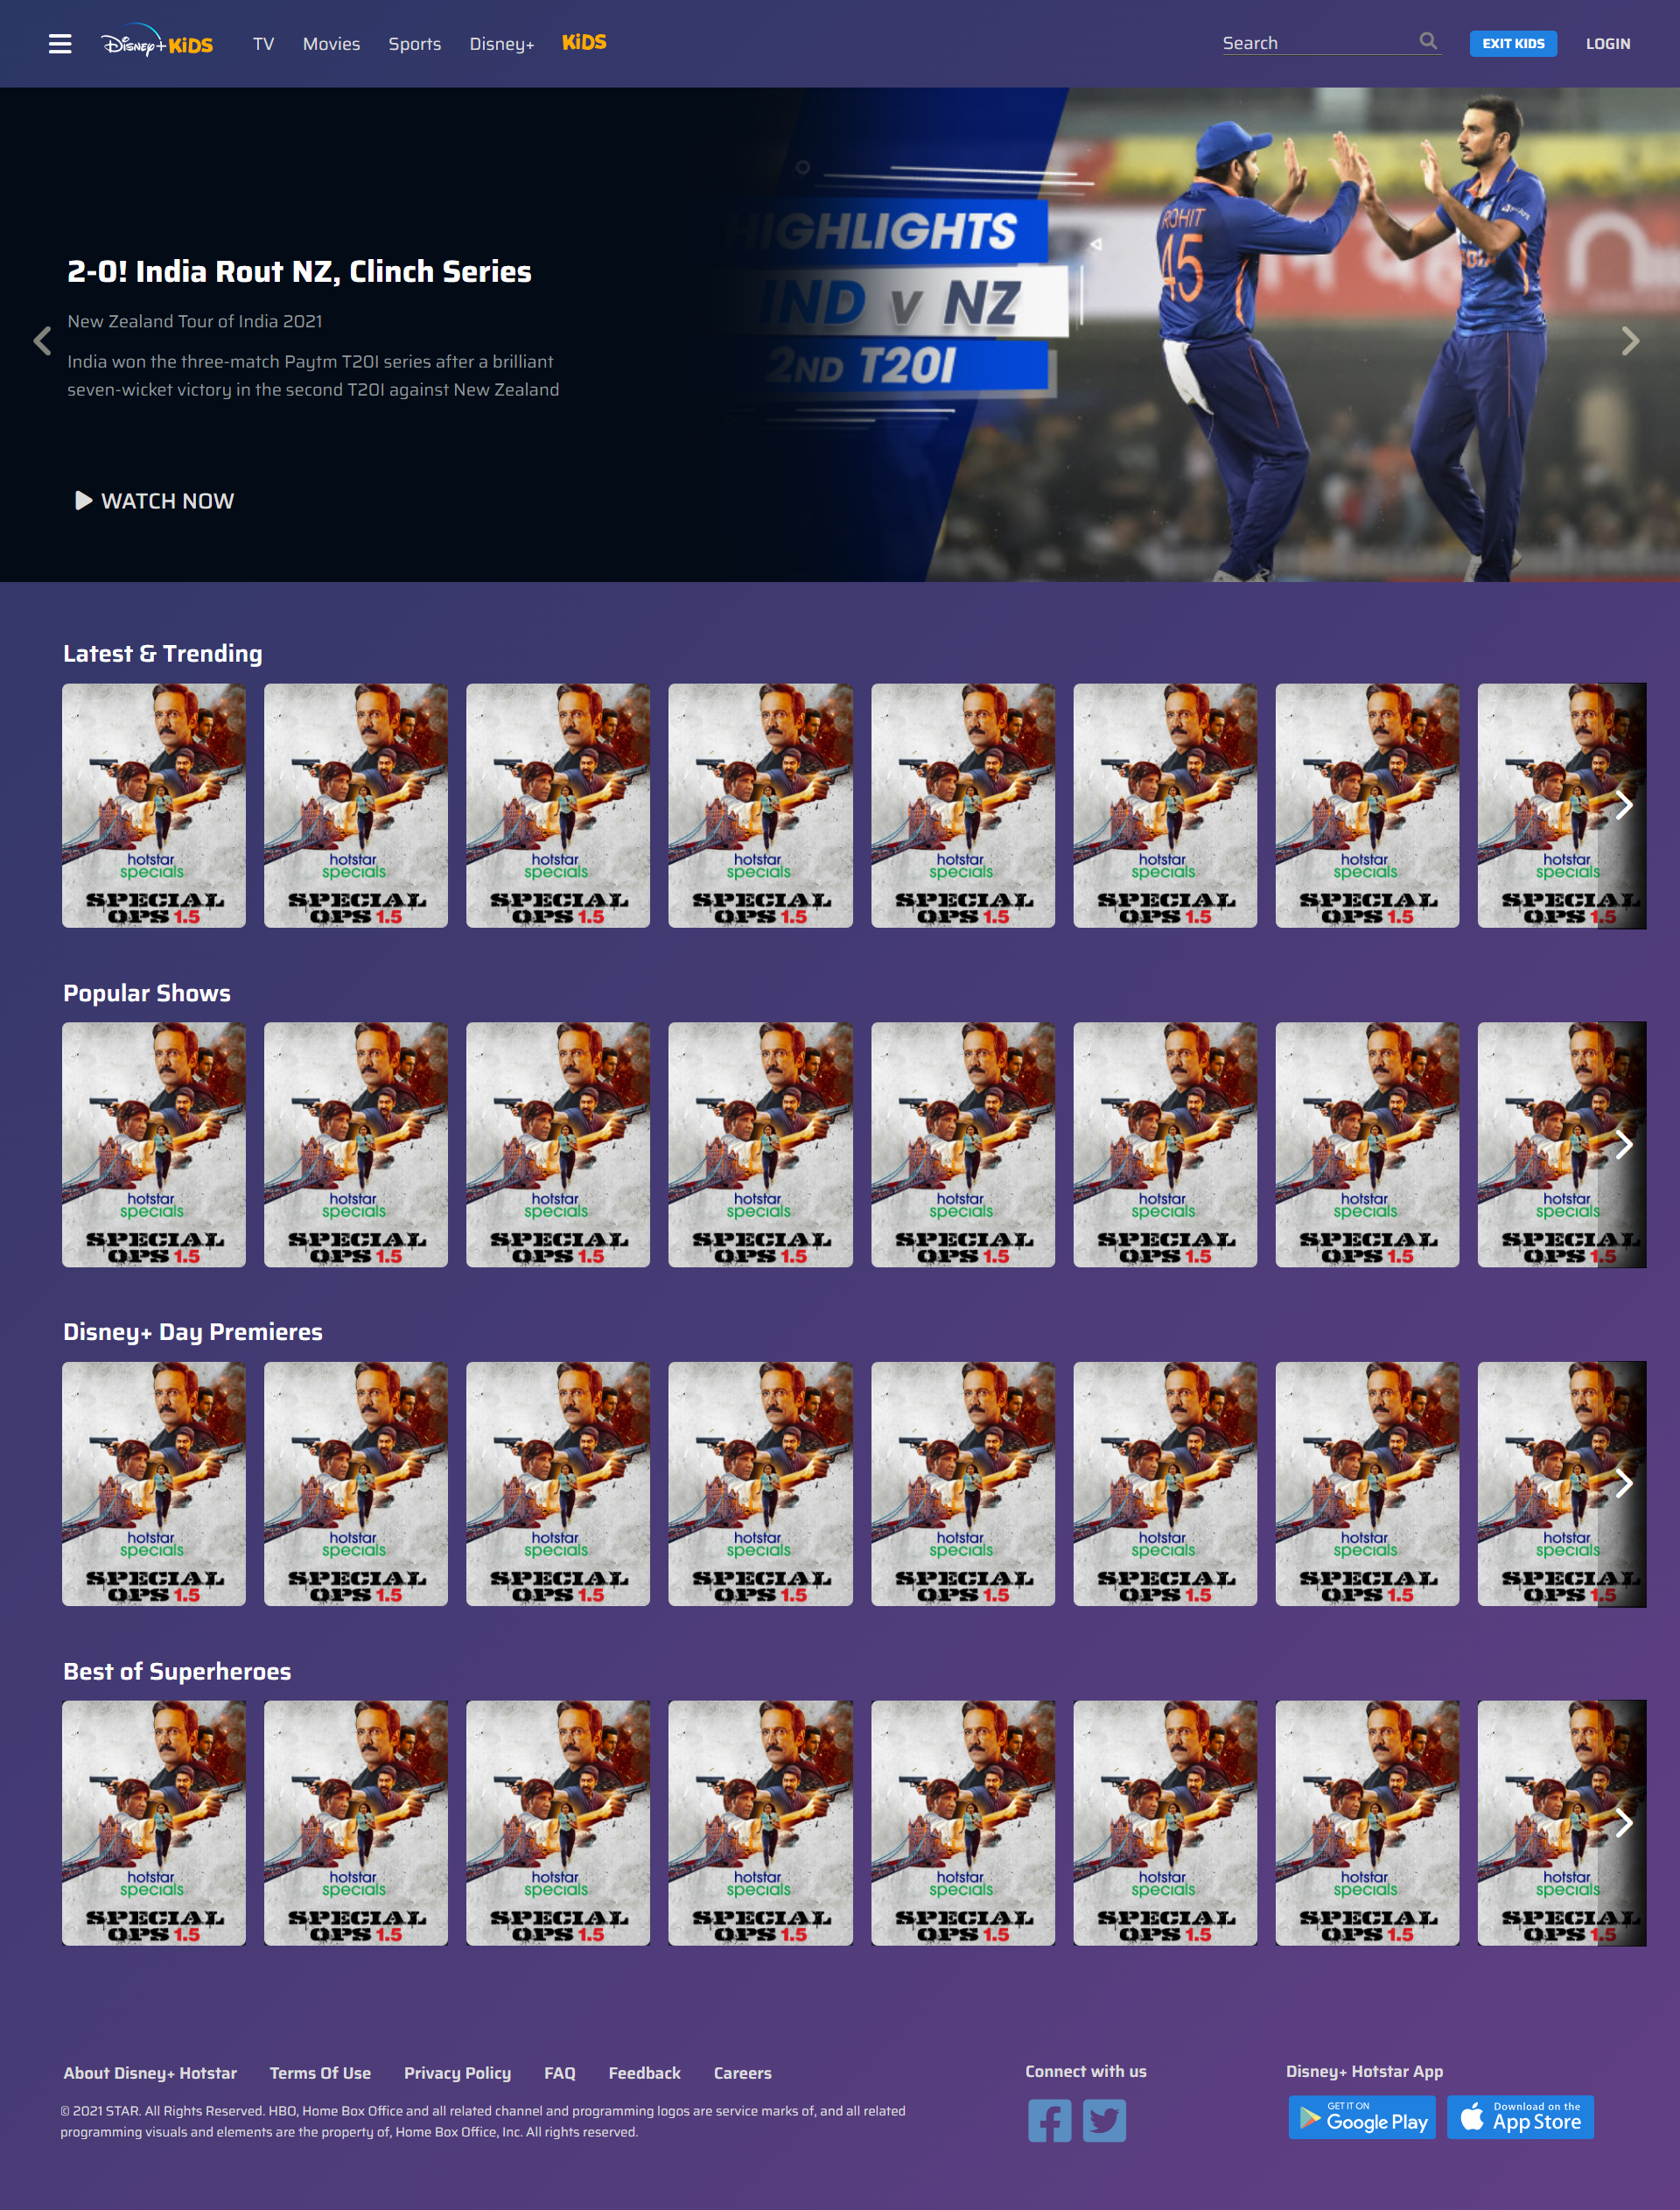 Disney+ KiDS
TV Movies Sports Disney+ KiDS
Search
EXIT KIDS
LOGIN
HIGHLIGHTS
IND v NZ
2ND T20I
ROHIT
45
2-0! India Rout NZ, Clinch Series
New Zealand Tour of India 2021
India won the three-match Paytm T20I series after a brilliant
seven-wicket victory in the second T20I against New Zealand
WATCH NOW
Latest & Trending
hotstar hotstar hotstar hotstar hotstar hotstar hotstar hotstar
specials specials specials specials specials specials specials specials
SPECIAL SPECIAL SPECIAL SPECIAL SPECIAL SPECIAL SPECIAL SPECIAL
OPS 1.5 OPS 1.5 OPS 1.5 OPS 1.5 OPS 1.5 OPS 1.5 OPS 1.5 OPS 1.5
Popular Shows
hotstar hotstar hotstar hotstar hotstar hotstar hotstar hotstar
specials specials specials specials specials specials specials specials
SPECIAL SPECIAL SPECIAL SPECIAL SPECIAL SPECIAL SPECIAL SPECIAL
OPS 1.5 OPS 1.5 OPS 1.5 OPS 1.5 OPS 1.5 OPS 1.5 OPS 1.5 OPS 1.5
Disney+ Day Premieres
hotstar hotstar hotstar hotstar hotstar hotstar hotstar hotstar
specials specials specials specials specials specials specials specials
SPECIAL SPECIAL SPECIAL SPECIAL SPECIAL SPECIAL SPECIAL SPECIAL
OPS 1.5 OPS 1.5 OPS 1.5 OPS 1.5 OPS 1.5 OPS 1.5 OPS 1.5 OPS 1.5
Best of Superheroes
hotstar hotstar hotstar hotstar hotstar hotstar hotstar hotstar
specials specials specials specials specials specials specials specials
SPECIAL SPECIAL SPECIAL SPECIAL SPECIAL SPECIAL SPECIAL SPECIAL
OPS 1.5 OPS 1.5 OPS 1.5 OPS 1.5 OPS 1.5 OPS 1.5 OPS 1.5 OPS 1.5
About Disney+ Hotstar Terms Of Use Privacy Policy FAQ Feedback Careers
© 2021 STAR. All Rights Reserved. HBO, Home Box Office and all related channel and programming logos are service marks of, and all related
programming visuals and elements are the property of, Home Box Office, Inc. All rights reserved.
Connect with us
Disney+ Hotstar App
GET IT ON
Google Play
Download on the
App Store